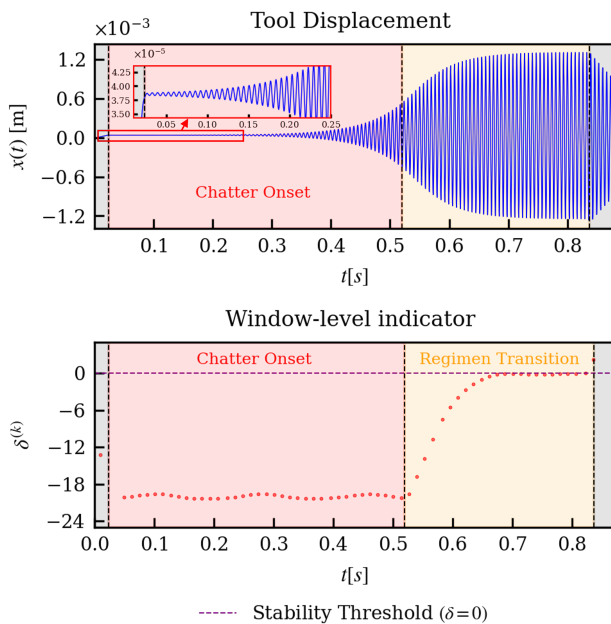 Tool Displacement
×10⁻³
×10⁻⁵
4.25
4.00
3.75
3.50
0.05 0.10 0.15 0.20 0.25
1.2
0.6
0.0
−0.6
−1.2
x(t) [m]
Chatter Onset
0.1 0.2 0.3 0.4 0.5 0.6 0.7 0.8
t[s]
Window-level indicator
Chatter Onset
Regimen Transition
0
−6
−12
−18
−24
δ⁽ᵏ⁾
0.0 0.1 0.2 0.3 0.4 0.5 0.6 0.7 0.8
t[s]
Stability Threshold (δ=0)